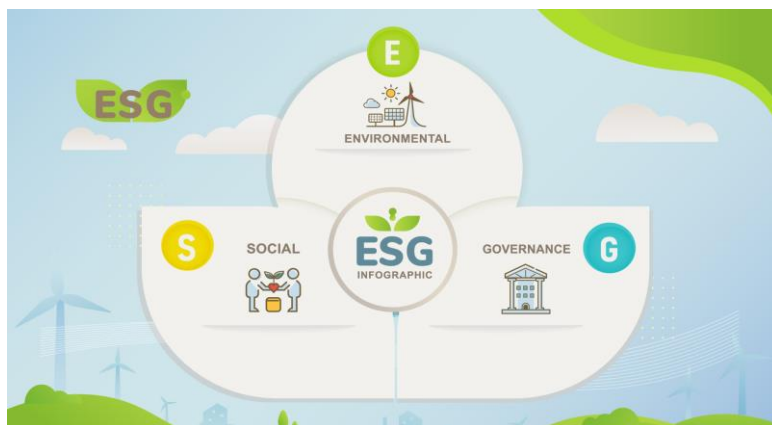 E
ENVIRONMENTAL
ESG
S
SOCIAL
ESG
INFOGRAPHIC
GOVERNANCE
G